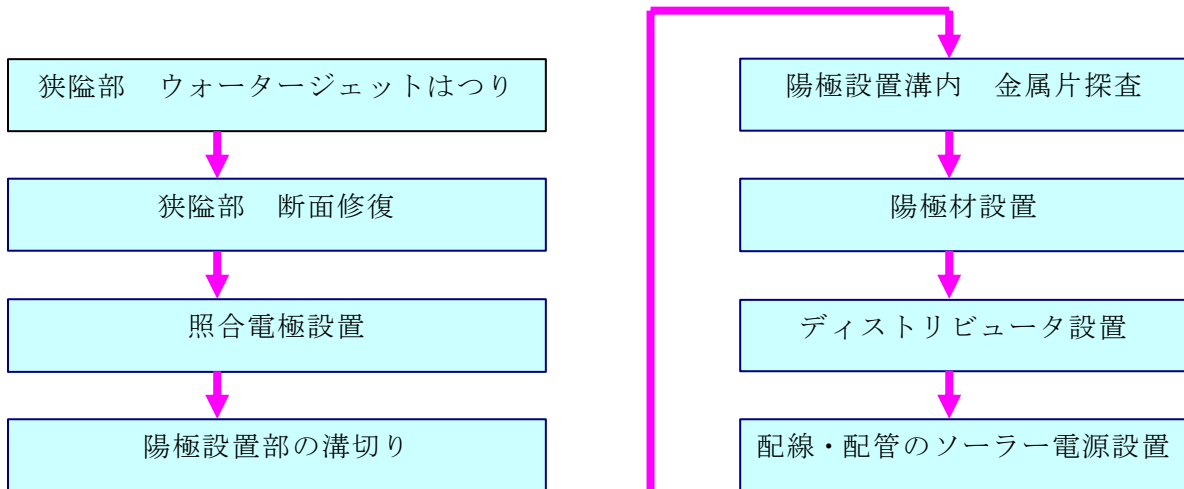 狭隘部　ウォータージェットはつり
狭隘部　断面修復
照合電極設置
陽極設置部の溝切り
陽極設置溝内　金属片探査
陽極材設置
ディストリビュータ設置
配線・配管のソーラー電源設置